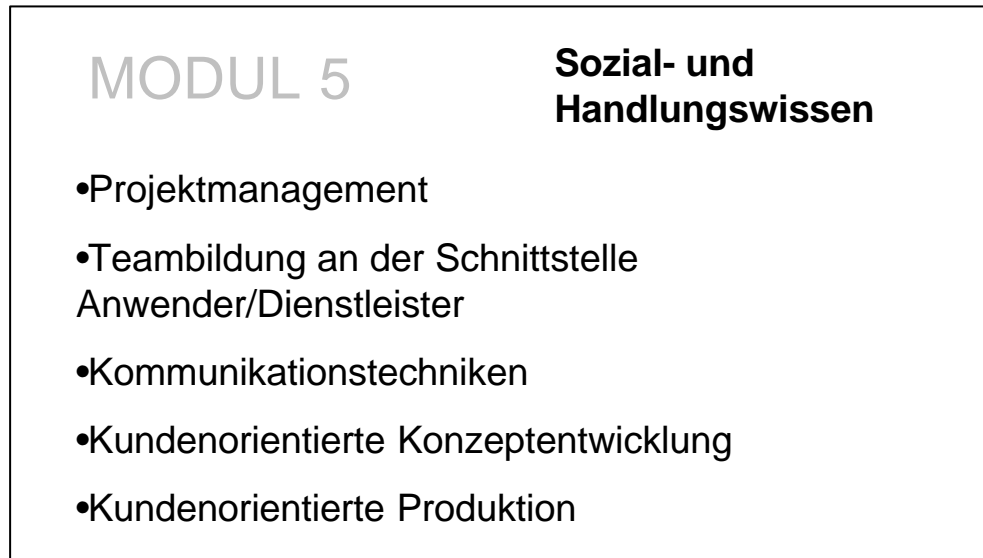 MODUL 5
Sozial- und
Handlungswissen
•Projektmanagement
•Teambildung an der Schnittstelle
Anwender/Dienstleister
•Kommunikationstechniken
•Kundenorientierte Konzeptentwicklung
•Kundenorientierte Produktion